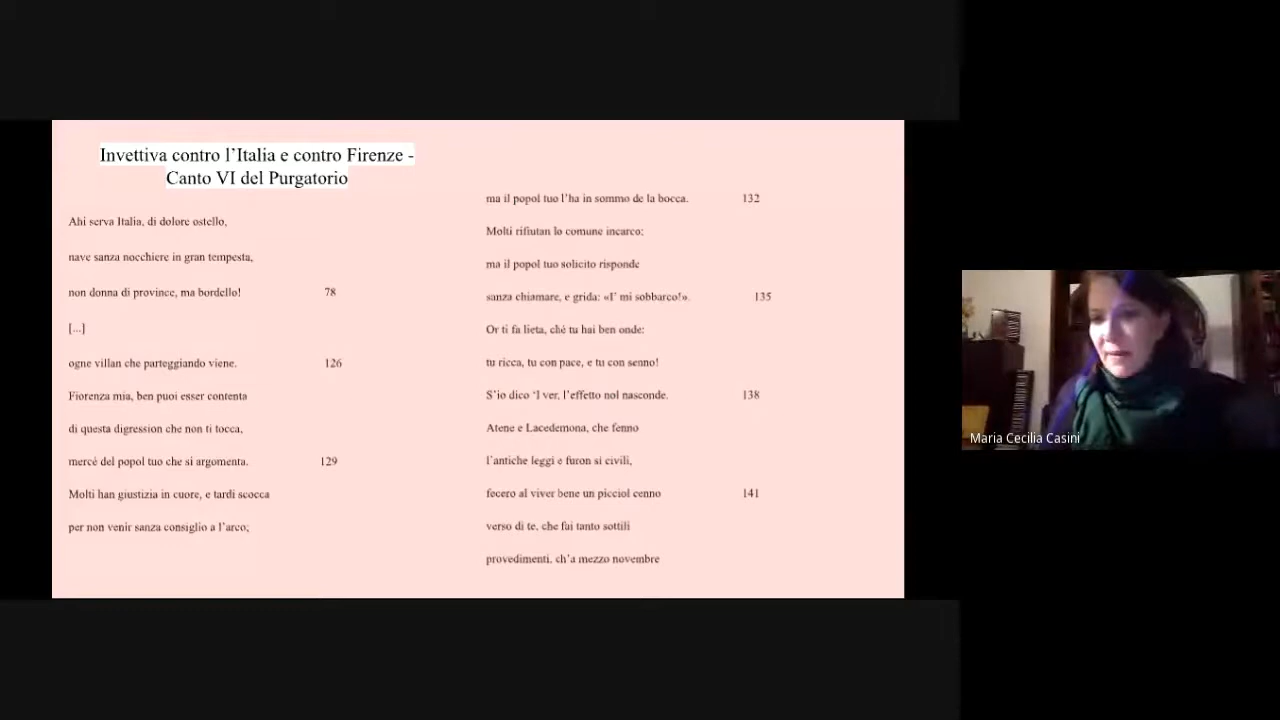 Invettiva contro l'Italia e contro Firenze -
Canto VI del Purgatorio
Ahi serva Italia, di dolore ostello,
nave sanza nocchiere in gran tempesta,
non donna di province, ma bordello! 78
[...]
ogne villan che parteggiando viene. 126
Fiorenza mia, ben puoi esser contenta
di questa digression che non ti tocca,
mercé del popol tuo che si argomenta. 129
Molti han giustizia in cuore, e tardi scocca
per non venir sanza consiglio a l'arco;
ma il popol tuo l'ha in sommo de la bocca. 132
Molti rifiutan lo comune incarco;
ma il popol tuo solicito risponde
sanza chiamare, e grida: «I' mi sobbarco!». 135
Or ti fa lieta, ché tu hai ben onde:
tu ricca, tu con pace, e tu con senno!
S'io dico 'l ver, l'effetto nol nasconde. 138
Atene e Lacedemona, che fenno
l'antiche leggi e furon sì civili,
fecero al viver bene un picciol cenno 141
verso di te, che fai tanto sottili
provedimenti, ch'a mezzo novembre
Maria Cecilia Casini